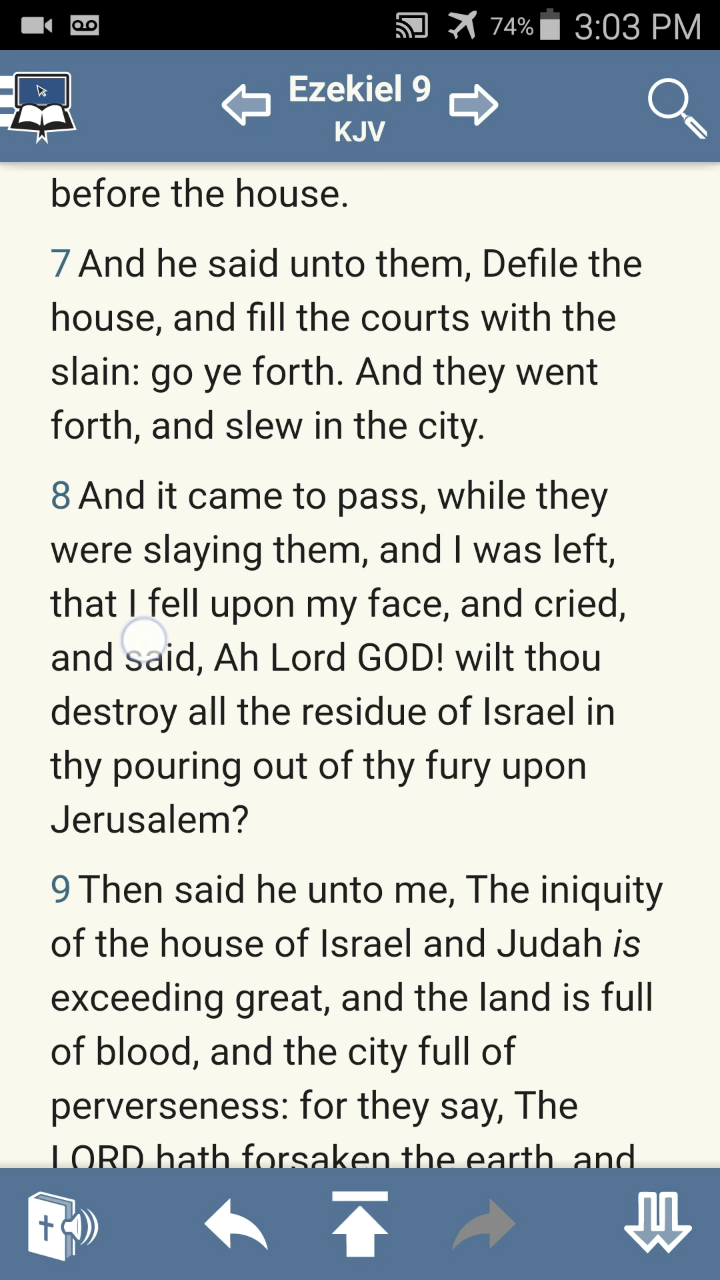 74% 3:03 PM
Ezekiel 9
KJV
before the house.
7 And he said unto them, Defile the
house, and fill the courts with the
slain: go ye forth. And they went
forth, and slew in the city.
8 And it came to pass, while they
were slaying them, and I was left,
that I fell upon my face, and cried,
and said, Ah Lord GOD! wilt thou
destroy all the residue of Israel in
thy pouring out of thy fury upon
Jerusalem?
9 Then said he unto me, The iniquity
of the house of Israel and Judah is
exceeding great, and the land is full
of blood, and the city full of
perverseness: for they say, The
LORD hath forsaken the earth, and